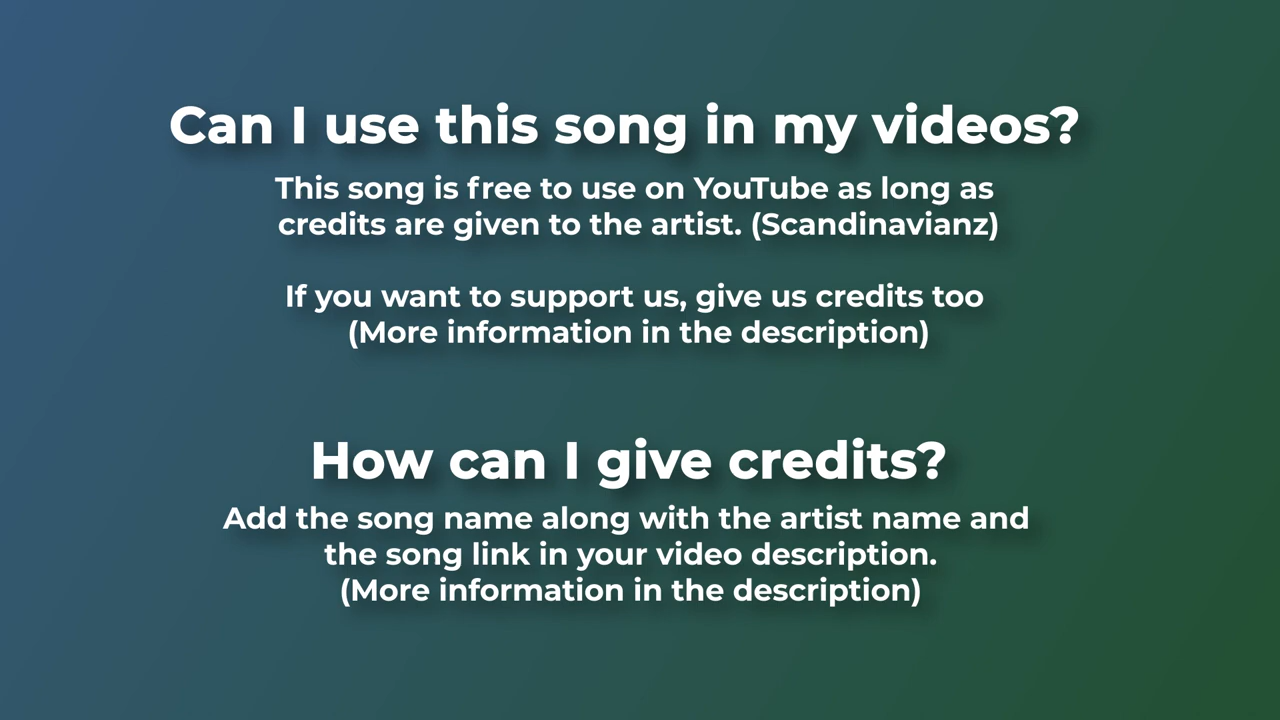 Can I use this song in my videos?
This song is free to use on YouTube as long as
credits are given to the artist. (Scandinavianz)
If you want to support us, give us credits too
(More information in the description)
How can I give credits?
Add the song name along with the artist name and
the song link in your video description.
(More information in the description)